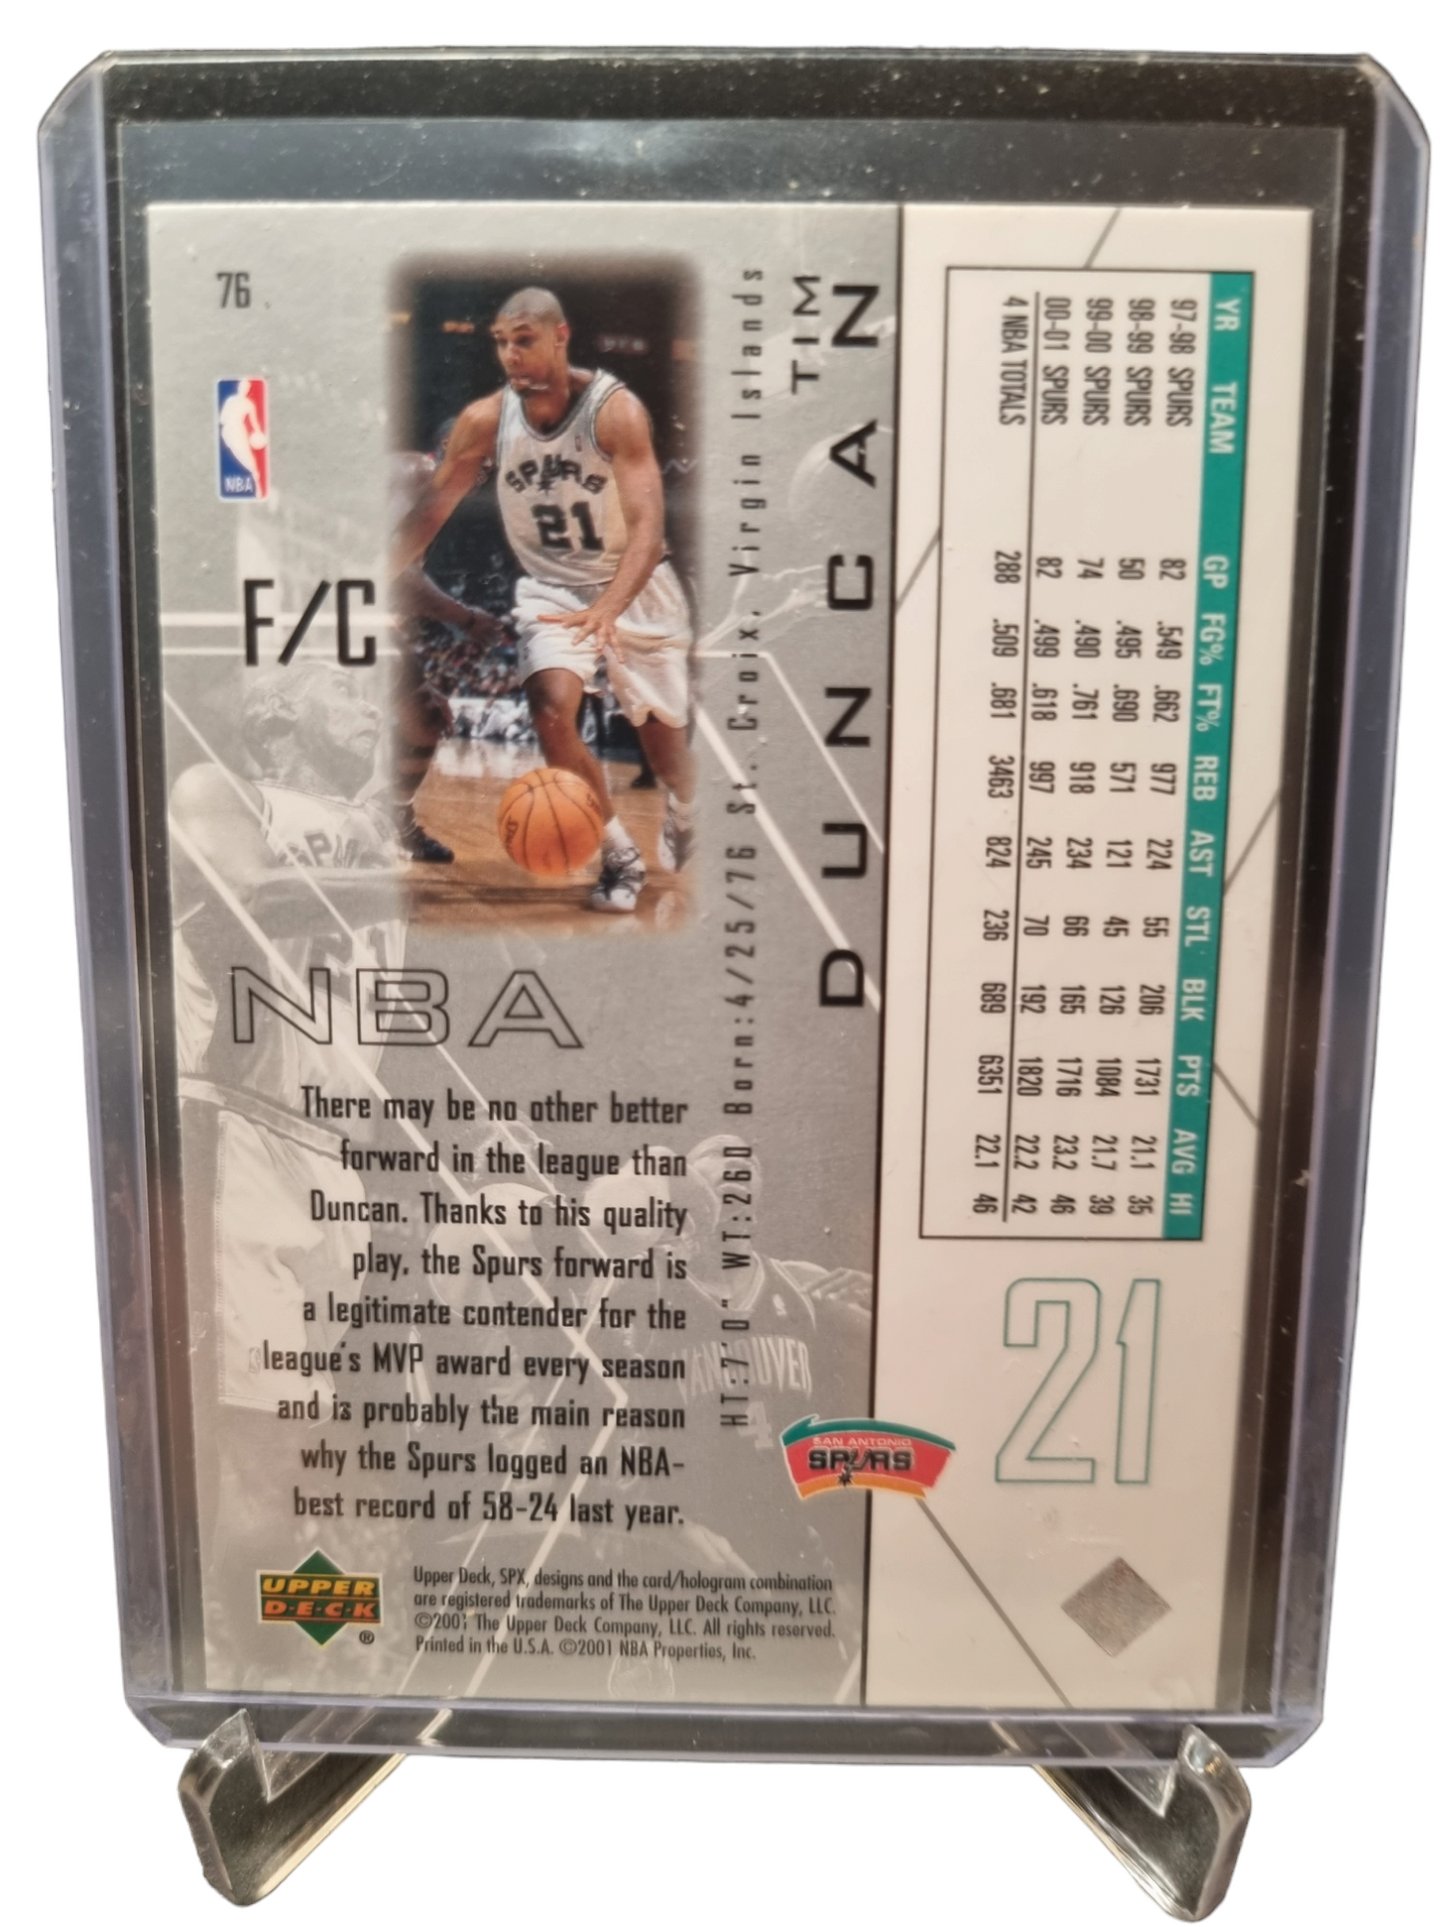 76
NBA
F/C
SPURS
21
TIM
DUNCAN
HT:7'0" WT:260 Born:4/25/76 St. Croix, Virgin Islands
NBA
There may be no other better
forward in the league than
Duncan. Thanks to his quality
play, the Spurs forward is
a legitimate contender for the
league's MVP award every season
and is probably the main reason
why the Spurs logged an NBA-
best record of 58-24 last year.
VANCOUVER
UPPER
D·E·C·K
®
Upper Deck, SPX, designs and the card/hologram combination
are registered trademarks of The Upper Deck Company, LLC.
©2001 The Upper Deck Company, LLC. All rights reserved.
Printed in the U.S.A. ©2001 NBA Properties, Inc.
SAN ANTONIO
SPURS
YR TEAM GP FG% FT% REB AST STL BLK PTS AVG HI
97-98 SPURS 82 .549 .662 977 224 55 206 1731 21.1 35
98-99 SPURS 50 .495 .690 571 121 45 126 1084 21.7 39
99-00 SPURS 74 .490 .761 918 234 66 165 1716 23.2 46
00-01 SPURS 82 .499 .618 997 245 70 192 1820 22.2 42
4 NBA TOTALS 288 .509 .681 3463 824 236 689 6351 22.1 46
21